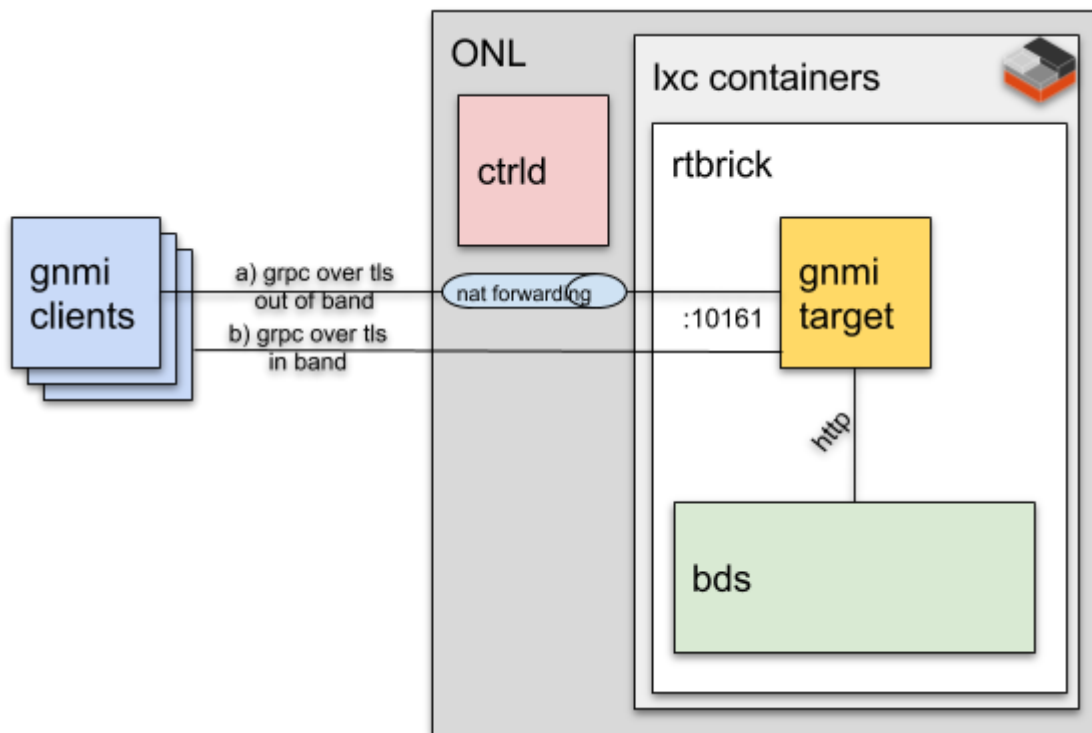 ONL
lxc containers
ctrld
rtbrick
gnmi
clients
a) grpc over tls
out of band
nat forwarding
gnmi
target
:10161
b) grpc over tls
in band
http
bds